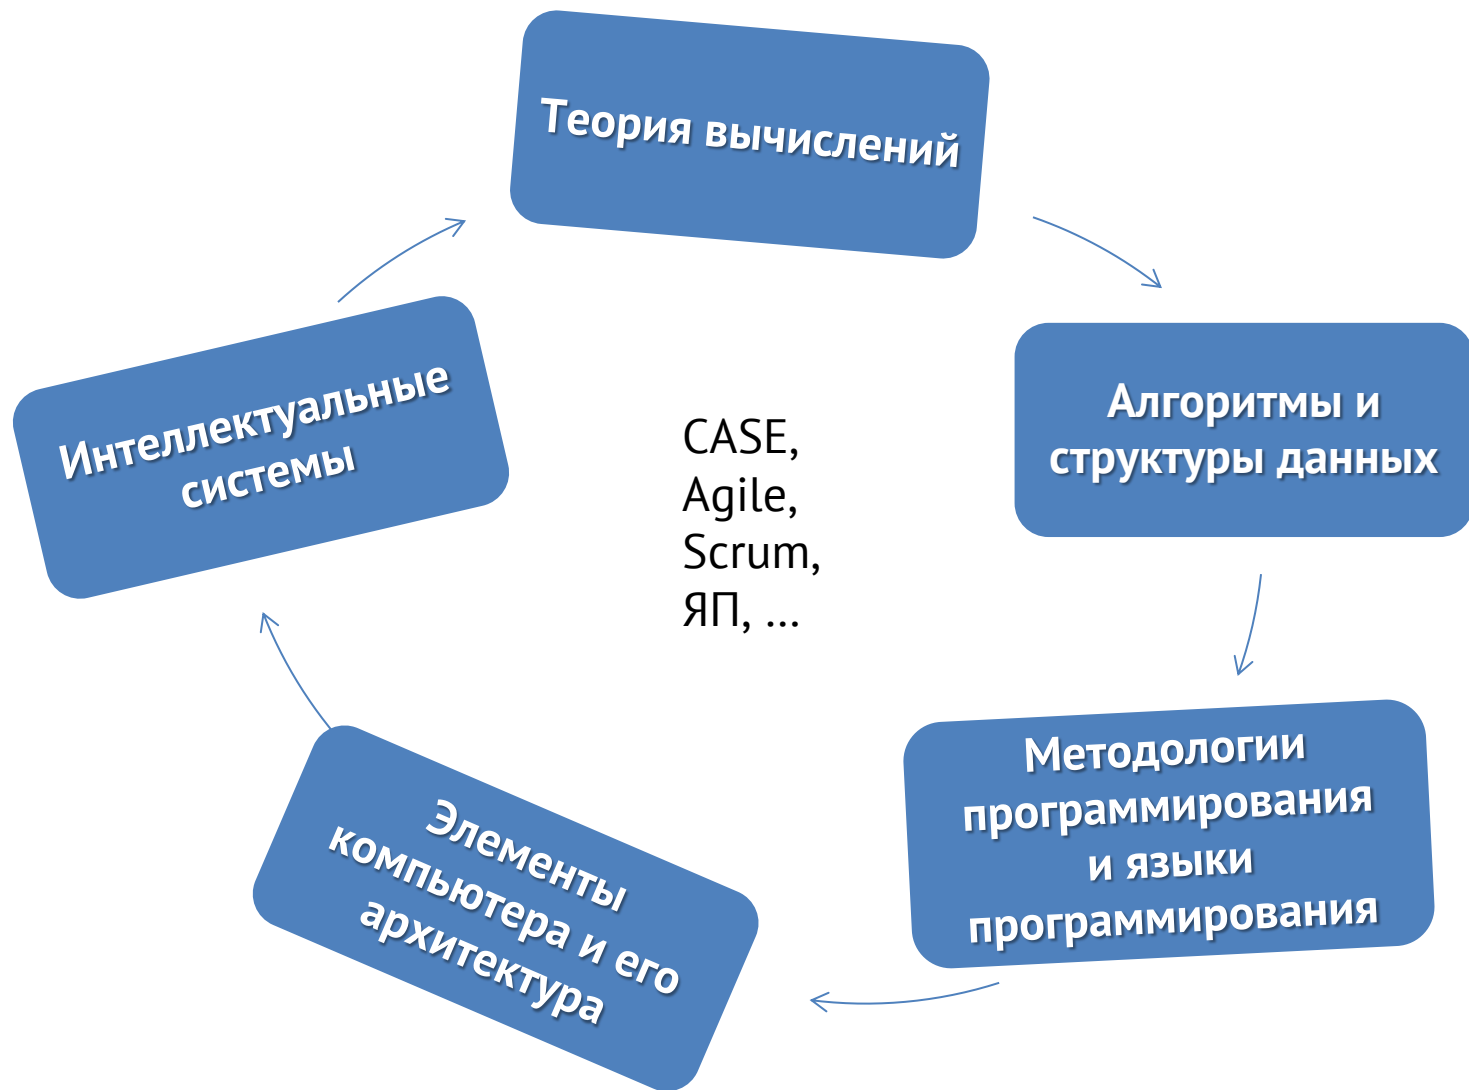 Теория вычислений
Алгоритмы и
структуры данных
Методологии
программирования
и языки
программирования
Элементы
компьютера и его
архитектура
Интеллектуальные
системы
CASE,
Agile,
Scrum,
ЯП, ...